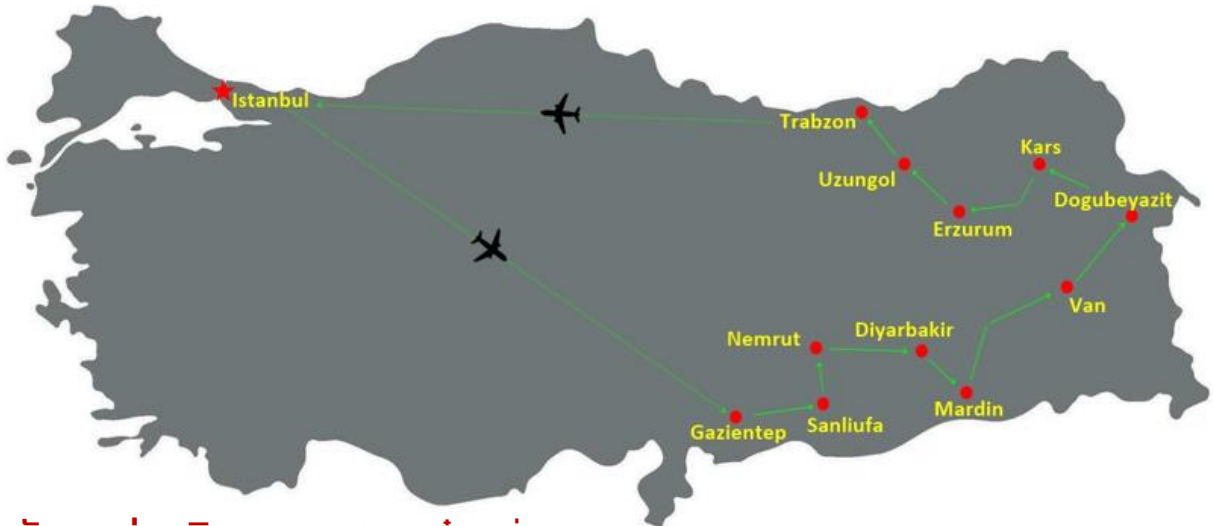 Istanbul
Trabzon
Kars
Uzungol
Dogubeyazit
Erzurum
Van
Nemrut
Diyarbakir
Mardin
Sanliufa
Gazientep